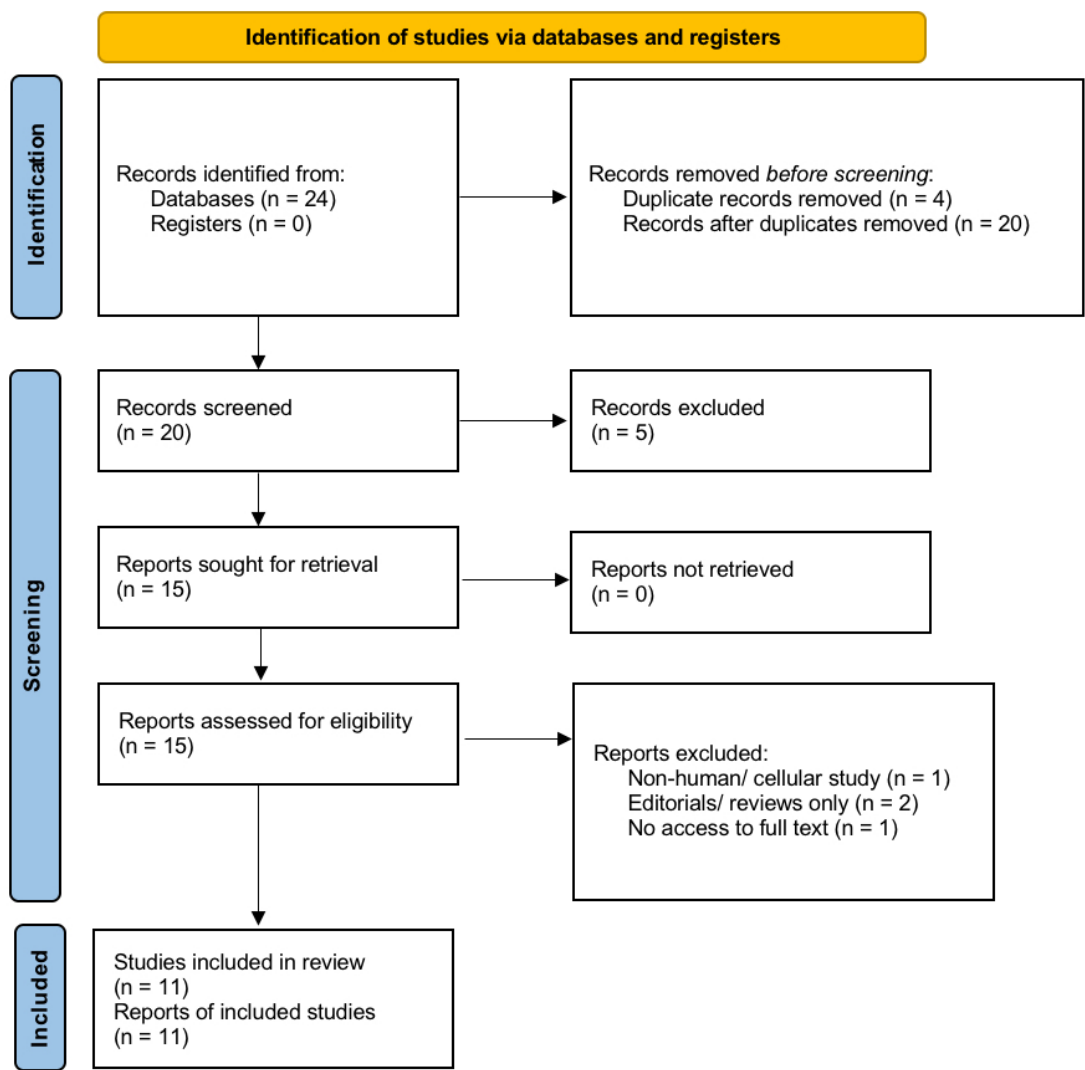 Identification of studies via databases and registers
Identification
Records identified from:
Databases (n = 24)
Registers (n = 0)
Records removed before screening:
Duplicate records removed (n = 4)
Records after duplicates removed (n = 20)
Screening
Records screened
(n = 20)
Records excluded
(n = 5)
Reports sought for retrieval
(n = 15)
Reports not retrieved
(n = 0)
Reports assessed for eligibility
(n = 15)
Reports excluded:
Non-human/ cellular study (n = 1)
Editorials/ reviews only (n = 2)
No access to full text (n = 1)
Included
Studies included in review
(n = 11)
Reports of included studies
(n = 11)